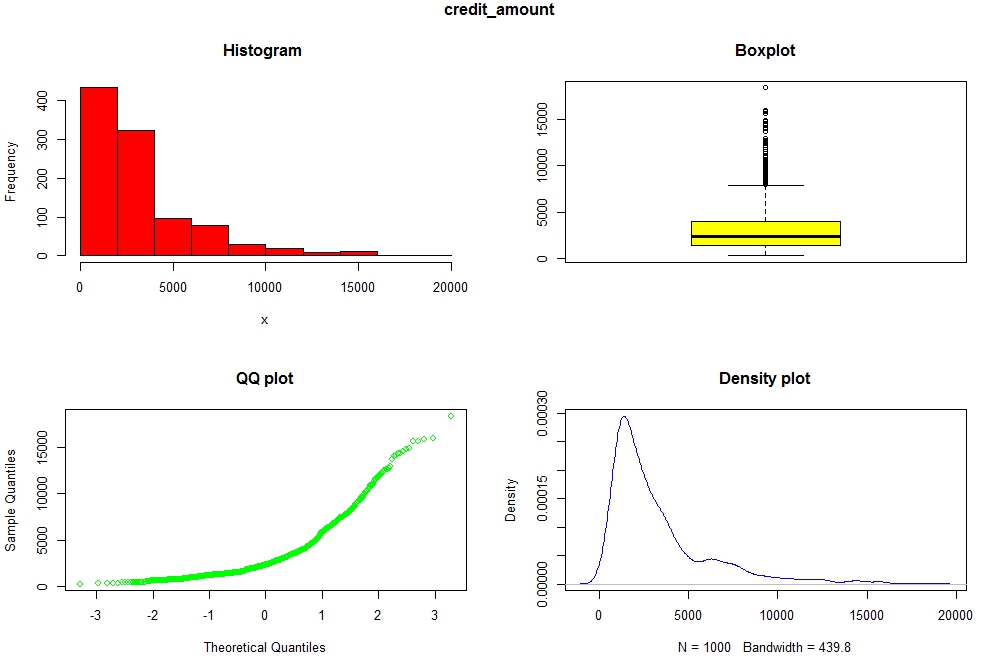 credit_amount
Histogram
Frequency
0 100 200 300 400
0 5000 10000 15000 20000
x
Boxplot
0 5000 10000 15000
QQ plot
Sample Quantiles
0 5000 10000 15000
-3 -2 -1 0 1 2 3
Theoretical Quantiles
Density plot
Density
0.00000 0.00015 0.00030
0 5000 10000 15000 20000
N = 1000 Bandwidth = 439.8